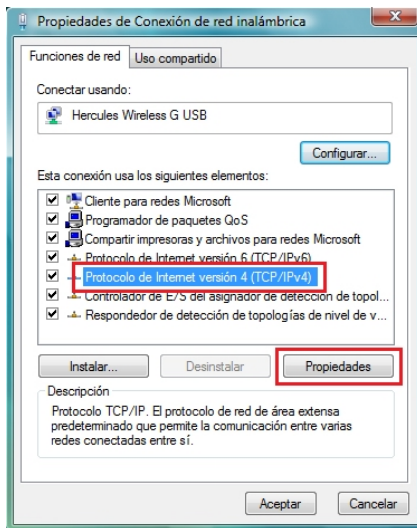 Propiedades de Conexión de red inalámbrica
Funciones de red Uso compartido
Conectar usando:
Hercules Wireless G USB
Configurar...
Esta conexión usa los siguientes elementos:
Cliente para redes Microsoft
Programador de paquetes QoS
Compartir impresoras y archivos para redes Microsoft
Protocolo de Internet versión 6 (TCP/IPv6)
Protocolo de Internet versión 4 (TCP/IPv4)
Controlador de E/S del asignador de detección de topol...
Respondedor de detección de topologías de nivel de v...
Instalar... Desinstalar Propiedades
Descripción
Protocolo TCP/IP. El protocolo de red de área extensa
predeterminado que permite la comunicación entre varias
redes conectadas entre sí.
Aceptar Cancelar